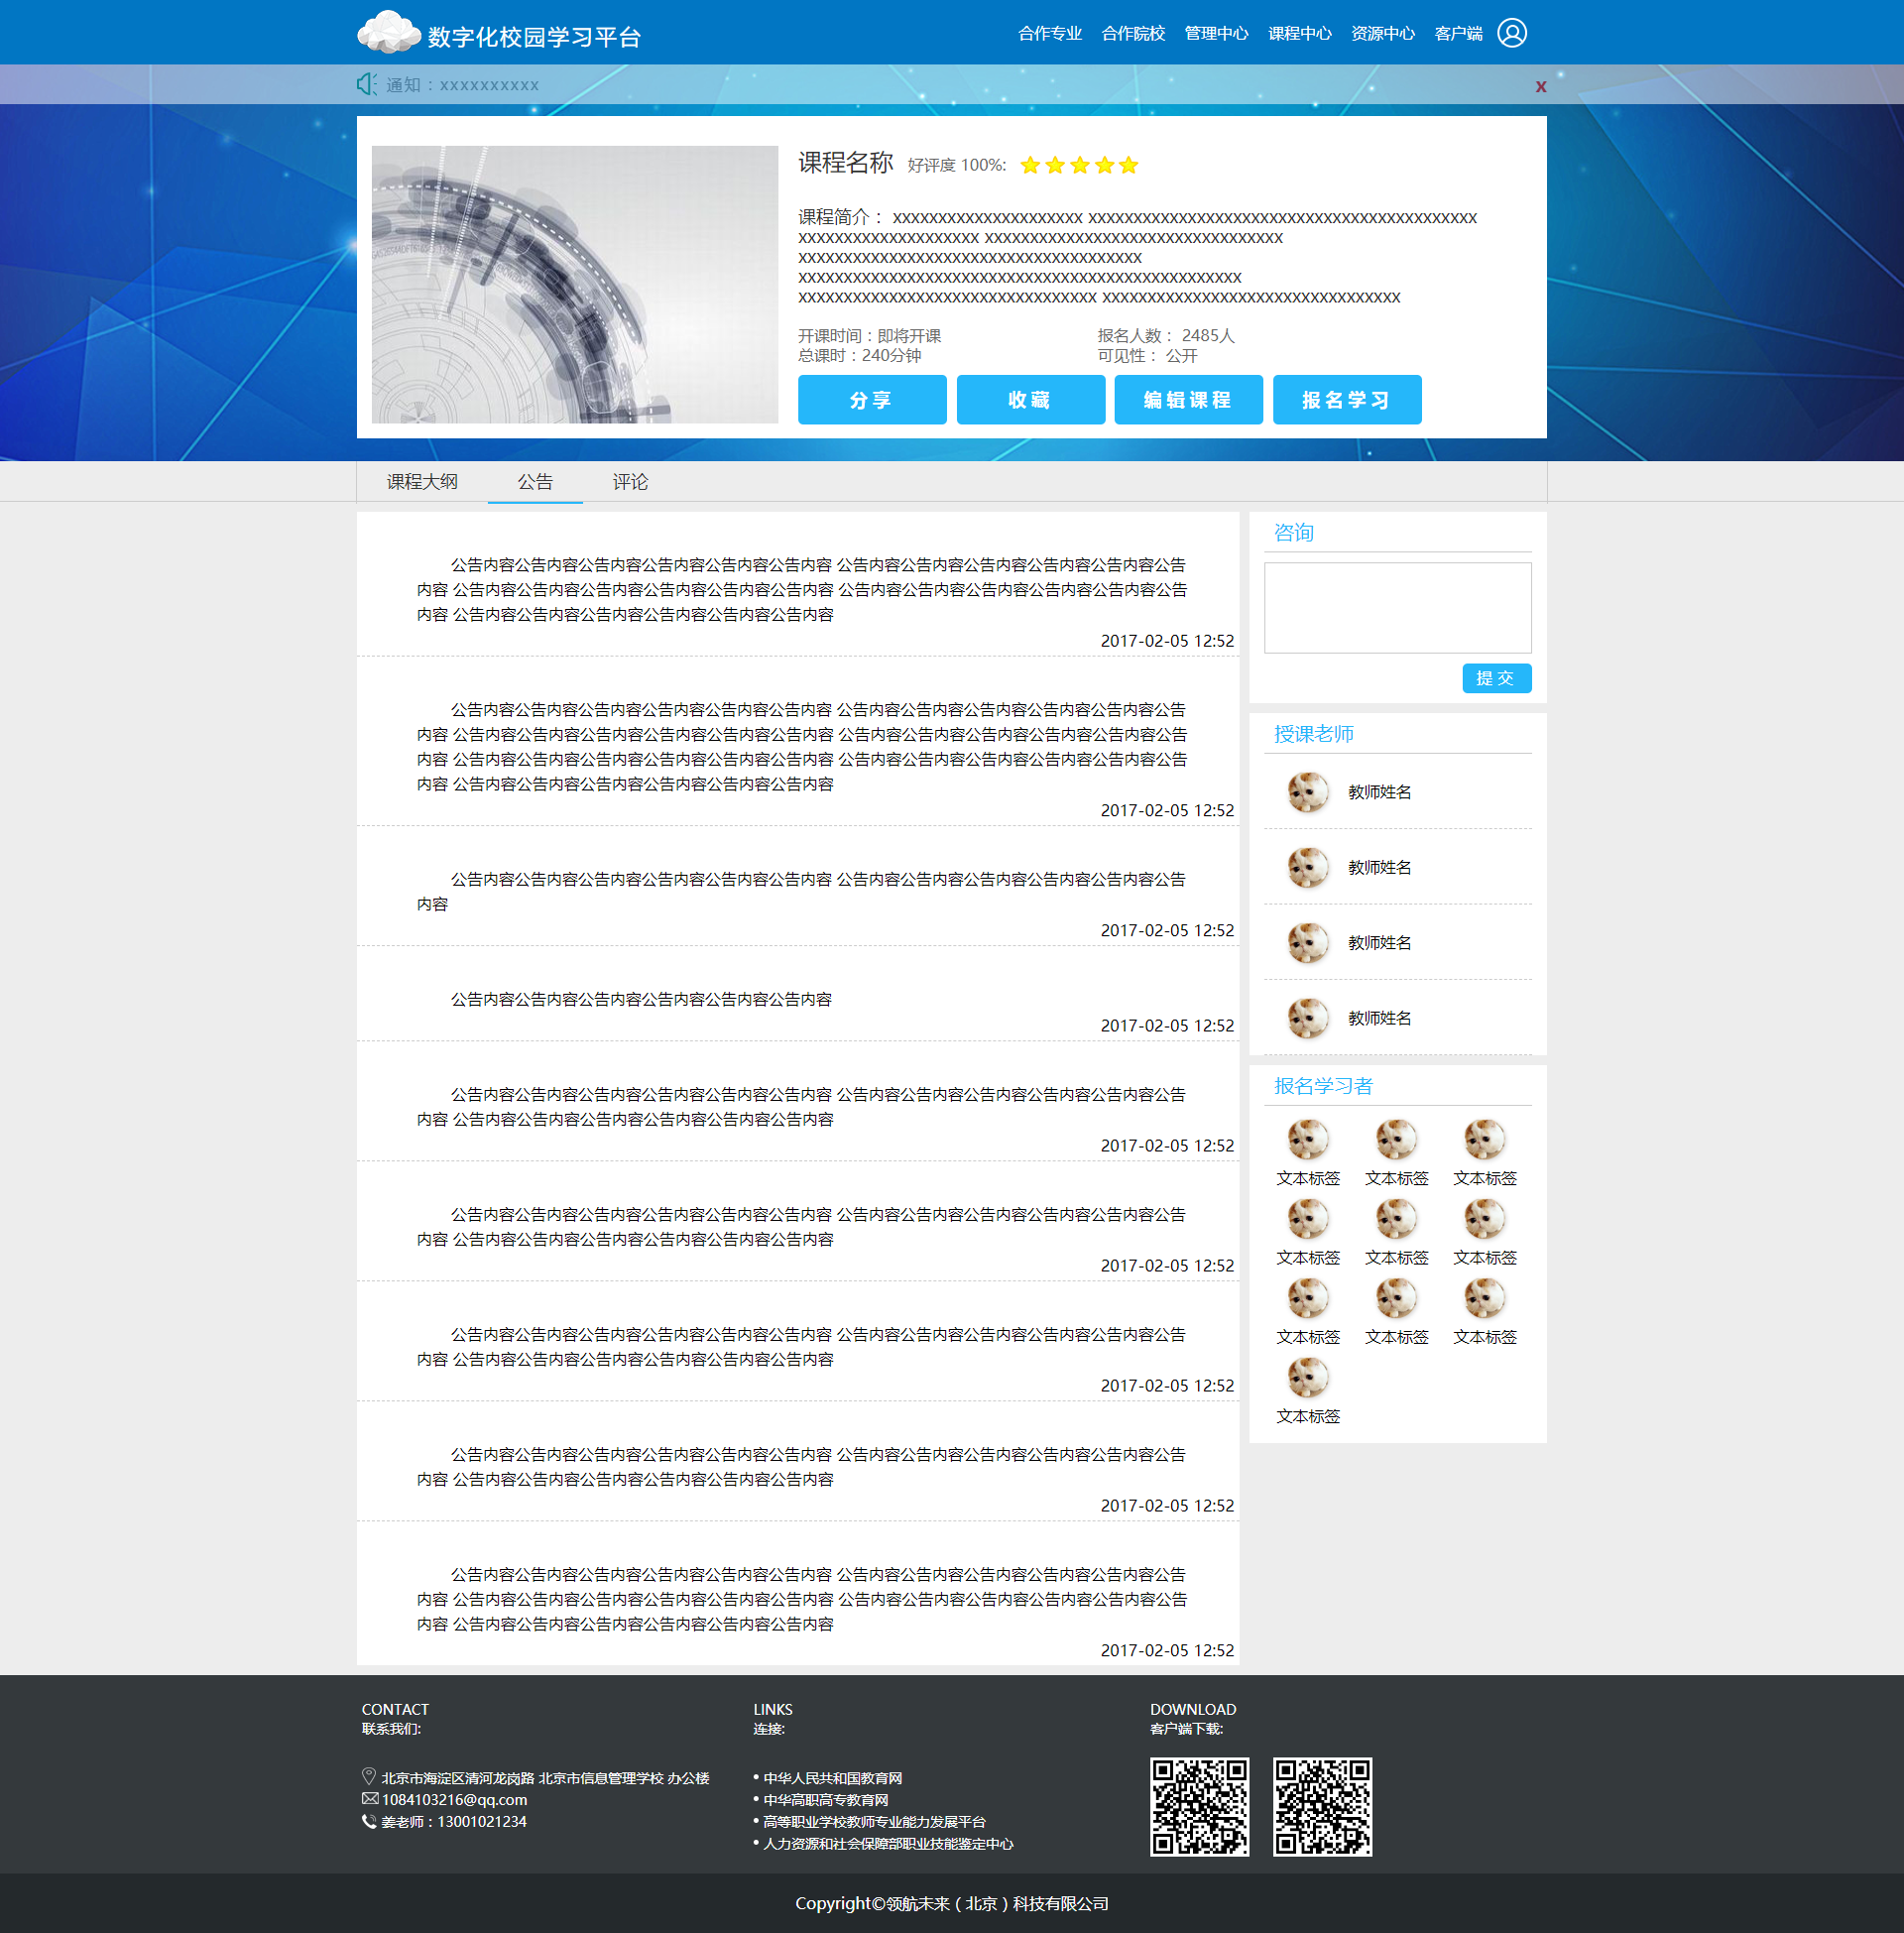 数字化校园学习平台
合作专业 合作院校 管理中心 课程中心 资源中心 客户端
通知：xxxxxxxxxx x
课程名称 好评度 100%:
课程简介： xxxxxxxxxxxxxxxxxxxxx xxxxxxxxxxxxxxxxxxxxxxxxxxxxxxxxxxxxxxxxxxxxxxx
xxxxxxxxxxxxxxxxxxxx xxxxxxxxxxxxxxxxxxxxxxxxxxxxxxxxx
xxxxxxxxxxxxxxxxxxxxxxxxxxxxxxxxxxxxxx
xxxxxxxxxxxxxxxxxxxxxxxxxxxxxxxxxxxxxxxxxxxxxxxxx
xxxxxxxxxxxxxxxxxxxxxxxxxxxxxxxxx xxxxxxxxxxxxxxxxxxxxxxxxxxxxxxxxx
开课时间：即将开课 报名人数： 2485人
总课时：240分钟 可见性： 公开
分享 收藏 编辑课程 报名学习
课程大纲 公告 评论
公告内容公告内容公告内容公告内容公告内容公告内容 公告内容公告内容公告内容公告内容公告内容公告
内容 公告内容公告内容公告内容公告内容公告内容公告内容 公告内容公告内容公告内容公告内容公告内容公告
内容 公告内容公告内容公告内容公告内容公告内容公告内容
2017-02-05 12:52
公告内容公告内容公告内容公告内容公告内容公告内容 公告内容公告内容公告内容公告内容公告内容公告
内容 公告内容公告内容公告内容公告内容公告内容公告内容 公告内容公告内容公告内容公告内容公告内容公告
内容 公告内容公告内容公告内容公告内容公告内容公告内容 公告内容公告内容公告内容公告内容公告内容公告
内容 公告内容公告内容公告内容公告内容公告内容公告内容
2017-02-05 12:52
公告内容公告内容公告内容公告内容公告内容公告内容 公告内容公告内容公告内容公告内容公告内容公告
内容
2017-02-05 12:52
公告内容公告内容公告内容公告内容公告内容公告内容
2017-02-05 12:52
公告内容公告内容公告内容公告内容公告内容公告内容 公告内容公告内容公告内容公告内容公告内容公告
内容 公告内容公告内容公告内容公告内容公告内容公告内容
2017-02-05 12:52
公告内容公告内容公告内容公告内容公告内容公告内容 公告内容公告内容公告内容公告内容公告内容公告
内容 公告内容公告内容公告内容公告内容公告内容公告内容
2017-02-05 12:52
公告内容公告内容公告内容公告内容公告内容公告内容 公告内容公告内容公告内容公告内容公告内容公告
内容 公告内容公告内容公告内容公告内容公告内容公告内容
2017-02-05 12:52
公告内容公告内容公告内容公告内容公告内容公告内容 公告内容公告内容公告内容公告内容公告内容公告
内容 公告内容公告内容公告内容公告内容公告内容公告内容
2017-02-05 12:52
公告内容公告内容公告内容公告内容公告内容公告内容 公告内容公告内容公告内容公告内容公告内容公告
内容 公告内容公告内容公告内容公告内容公告内容公告内容 公告内容公告内容公告内容公告内容公告内容公告
内容 公告内容公告内容公告内容公告内容公告内容公告内容
2017-02-05 12:52
咨询
提交
授课老师
教师姓名
教师姓名
教师姓名
教师姓名
报名学习者
文本标签 文本标签 文本标签
文本标签 文本标签 文本标签
文本标签 文本标签 文本标签
文本标签
CONTACT
联系我们:
北京市海淀区清河龙岗路 北京市信息管理学校 办公楼
1084103216@qq.com
姜老师：13001021234
LINKS
连接:
中华人民共和国教育网
中华高职高专教育网
高等职业学校教师专业能力发展平台
人力资源和社会保障部职业技能鉴定中心
DOWNLOAD
客户端下载:
Copyright©领航未来（北京）科技有限公司